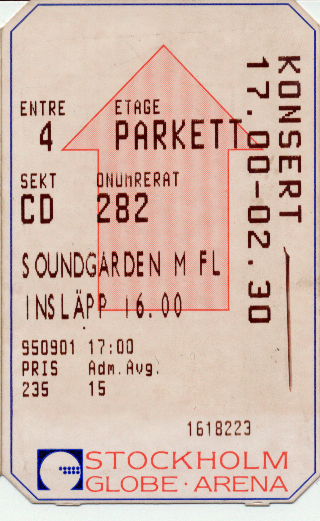 ENTRE ETAGE
4 PARKETT
SEKT ONUMRERAT
CD 282
SOUNDGARDEN M FL
INSLÄPP 16.00
950901 17:00
PRIS Adm.Avg.
235 15
1618223
KONSERT
17.00-02.30
STOCKHOLM
GLOBE·ARENA